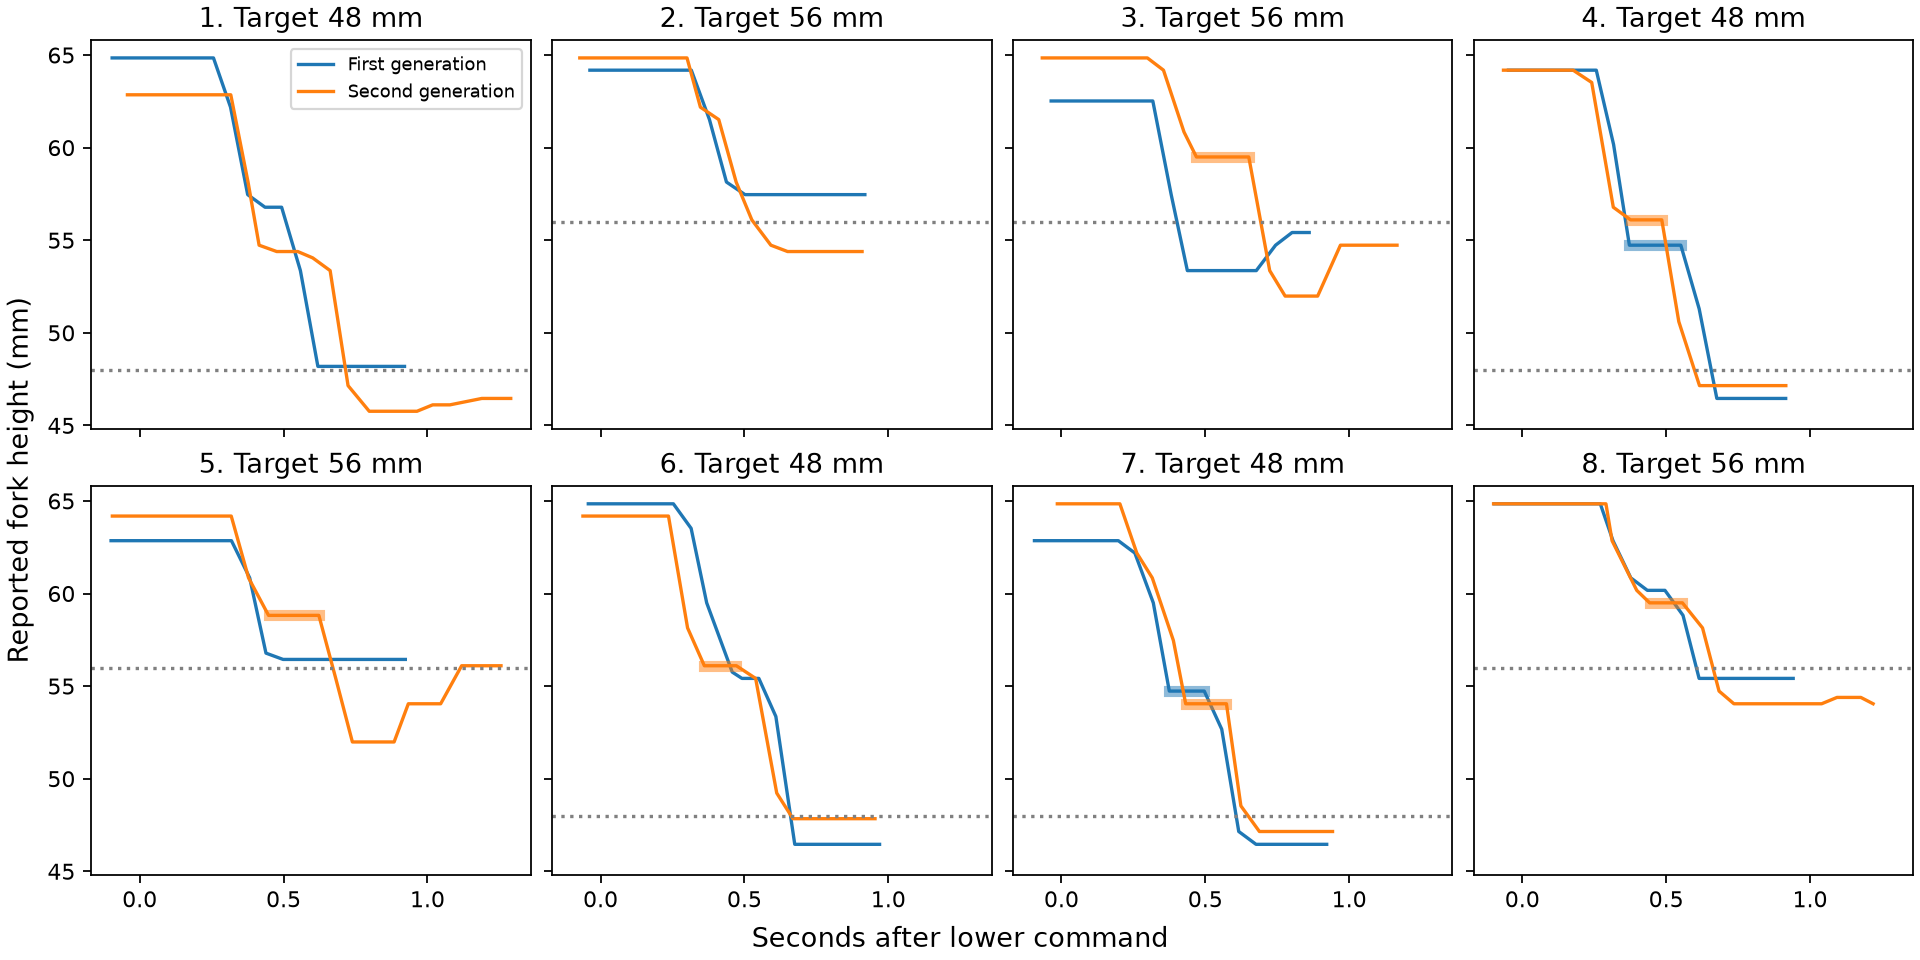 1. Target 48 mm
2. Target 56 mm
3. Target 56 mm
4. Target 48 mm
First generation
Second generation
65
60
55
50
45
Reported fork height (mm)
5. Target 56 mm
6. Target 48 mm
7. Target 48 mm
8. Target 56 mm
65
60
55
50
45
0.0 0.5 1.0
0.0 0.5 1.0
0.0 0.5 1.0
0.0 0.5 1.0
Seconds after lower command